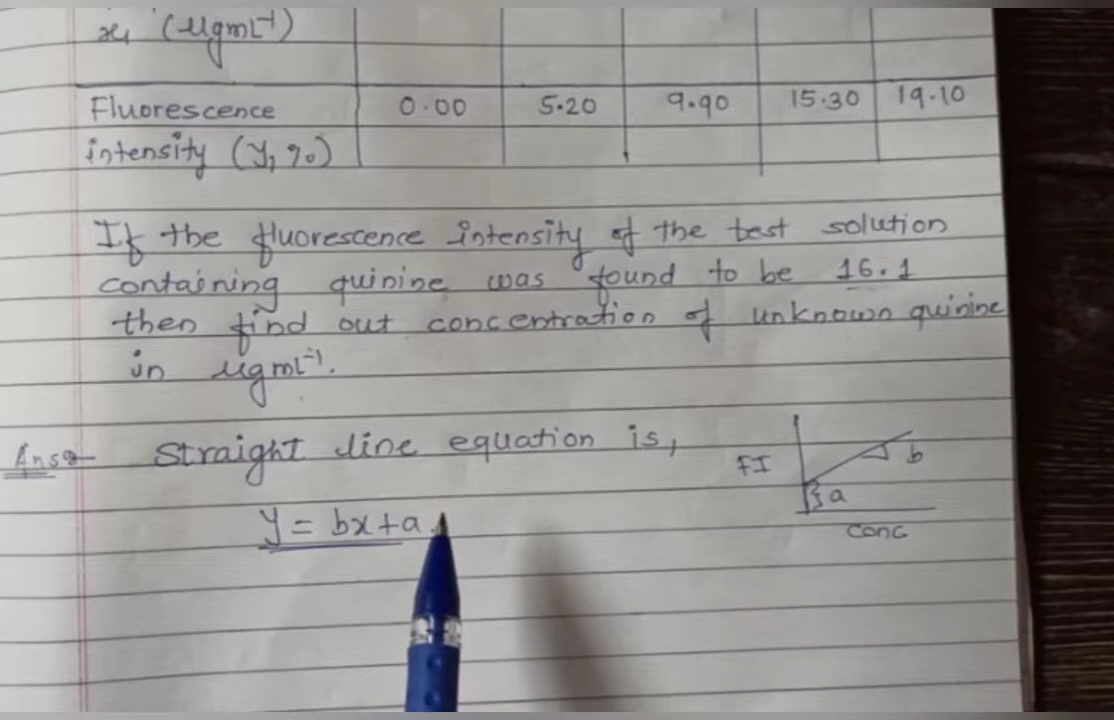 x, (μgmL⁻¹)
Fluorescence 0.00 5.20 9.90 15.30 19.10
intensity (y, %)
If the fluorescence intensity of the test solution
containing quinine was found to be 16.1
then find out concentration of unknown quinine
in μgmL⁻¹.
Ans:- Straight line equation is,
FI b
a
y = bx+a.
Conc